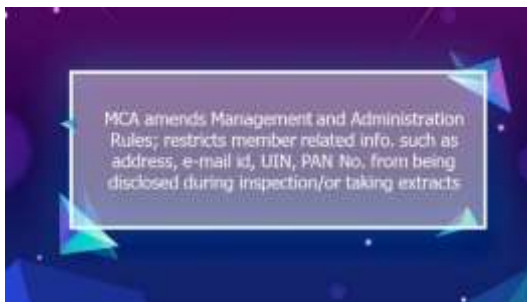 MCA amends Management and Administration
Rules; restricts member related info. such as
address, e-mail id, UIN, PAN No. from being
disclosed during inspection/or taking extracts